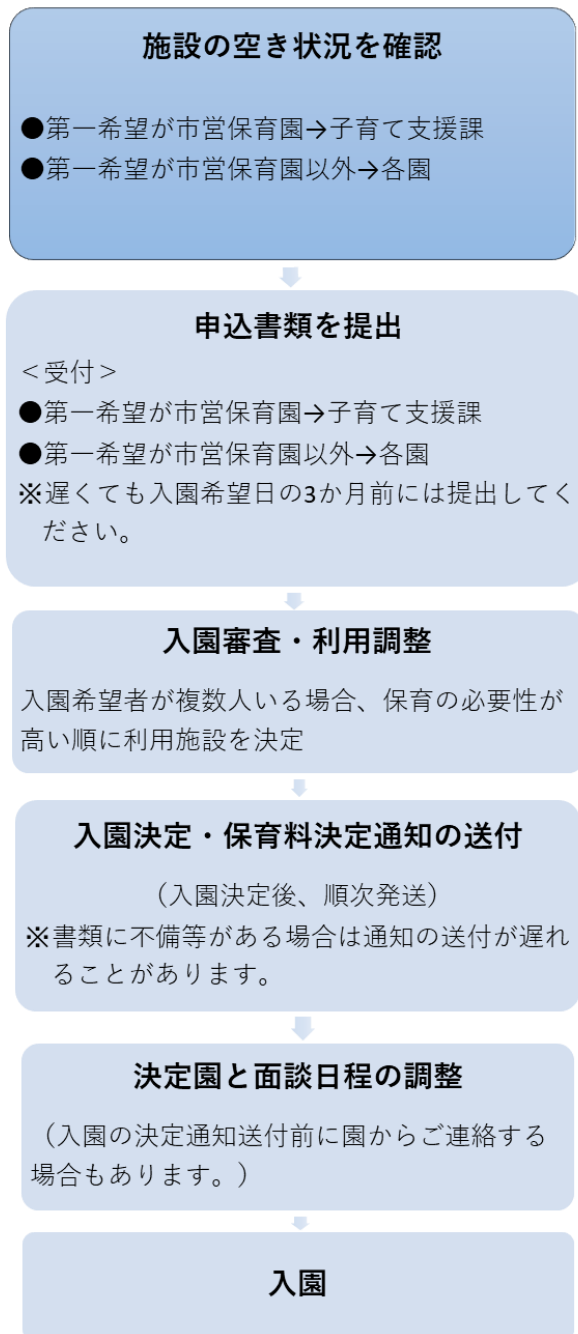 施設の空き状況を確認
●第一希望が市営保育園→子育て支援課
●第一希望が市営保育園以外→各園
申込書類を提出
＜受付＞
●第一希望が市営保育園→子育て支援課
●第一希望が市営保育園以外→各園
※遅くても入園希望日の3か月前には提出してく
ださい。
入園審査・利用調整
入園希望者が複数人いる場合、保育の必要性が
高い順に利用施設を決定
入園決定・保育料決定通知の送付
（入園決定後、順次発送）
※書類に不備等がある場合は通知の送付が遅れ
ることがあります。
決定園と面談日程の調整
（入園の決定通知送付前に園からご連絡する
場合もあります。）
入園